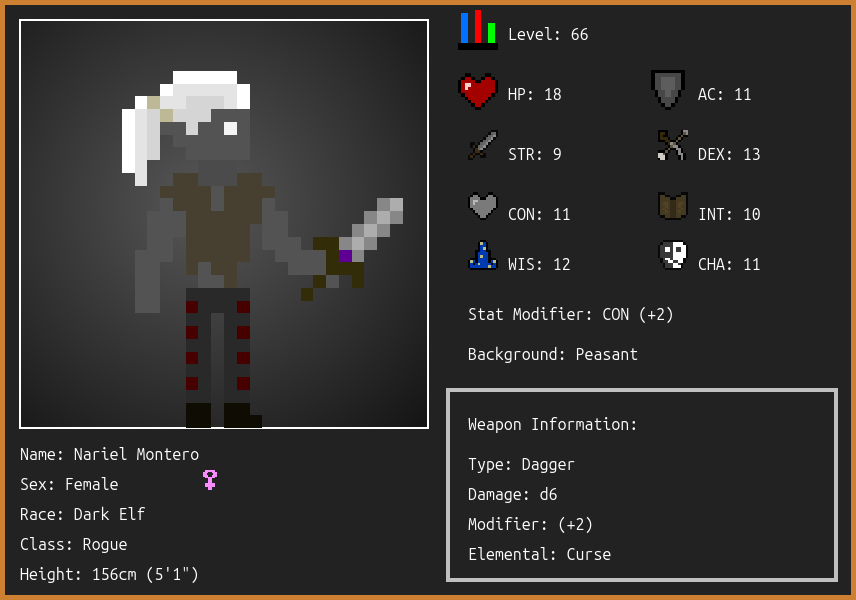 Level: 66
HP: 18
AC: 11
STR: 9
DEX: 13
CON: 11
INT: 10
WIS: 12
CHA: 11
Stat Modifier: CON (+2)
Background: Peasant
Weapon Information:
Type: Dagger
Damage: d6
Modifier: (+2)
Elemental: Curse
Name: Nariel Montero
Sex: Female
Race: Dark Elf
Class: Rogue
Height: 156cm (5'1")